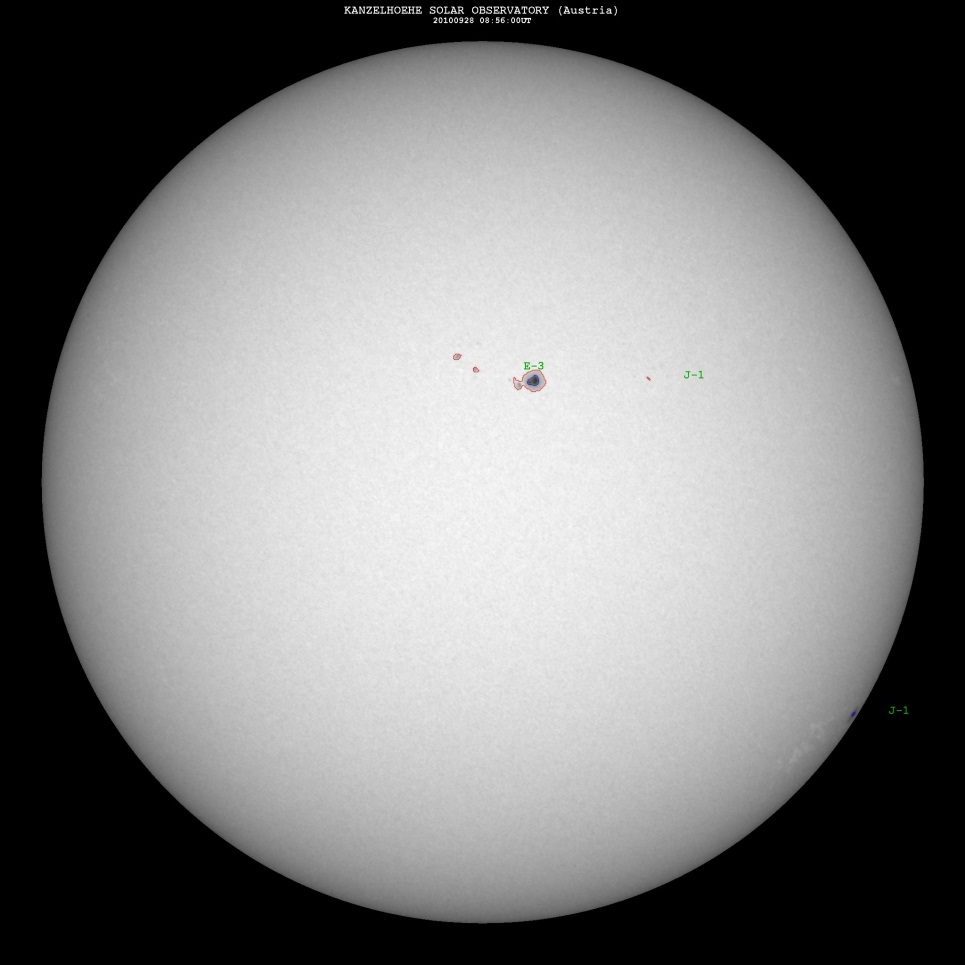 KANZELHOEHE SOLAR OBSERVATORY (Austria)
20100928 08:56:00UT
E-3
J-1
J-1